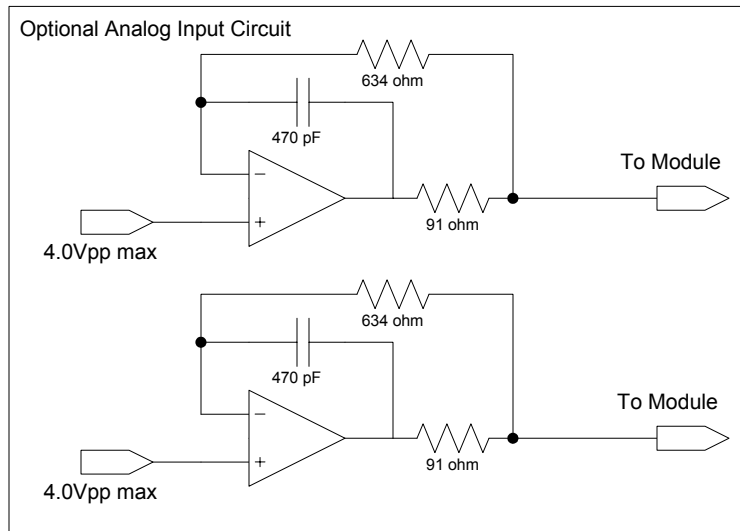 Optional Analog Input Circuit
634 ohm
470 pF
−
+
91 ohm
To Module
4.0Vpp max
634 ohm
470 pF
−
+
91 ohm
To Module
4.0Vpp max